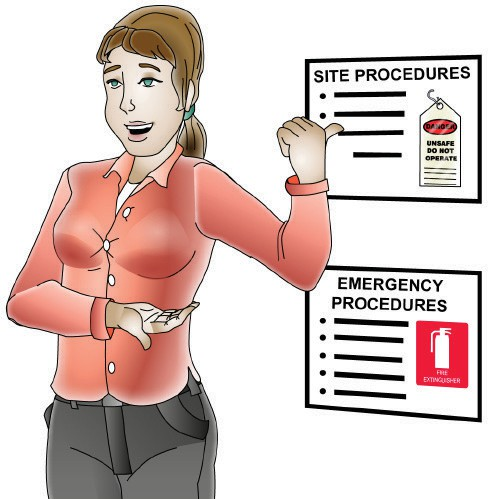 SITE PROCEDURES
DANGER
UNSAFE
DO NOT
OPERATE
EMERGENCY
PROCEDURES
FIRE
EXTINGUISHER